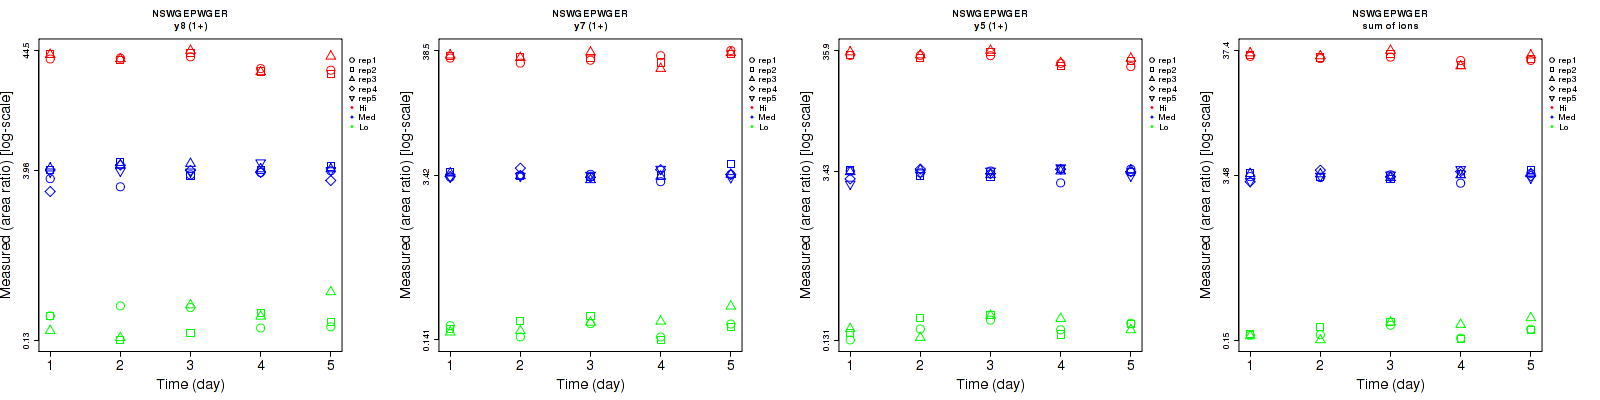 NSWGEPWGER
y8 (1+)
Measured (area ratio) [log-scale]
44.5
3.96
0.13
1 2 3 4 5
Time (day)
rep1
rep2
rep3
rep4
rep5
Hi
Med
Lo
NSWGEPWGER
y7 (1+)
Measured (area ratio) [log-scale]
38.5
3.42
0.141
1 2 3 4 5
Time (day)
rep1
rep2
rep3
rep4
rep5
Hi
Med
Lo
NSWGEPWGER
y5 (1+)
Measured (area ratio) [log-scale]
35.9
3.43
0.131
1 2 3 4 5
Time (day)
rep1
rep2
rep3
rep4
rep5
Hi
Med
Lo
NSWGEPWGER
sum of ions
Measured (area ratio) [log-scale]
37.4
3.48
0.15
1 2 3 4 5
Time (day)
rep1
rep2
rep3
rep4
rep5
Hi
Med
Lo